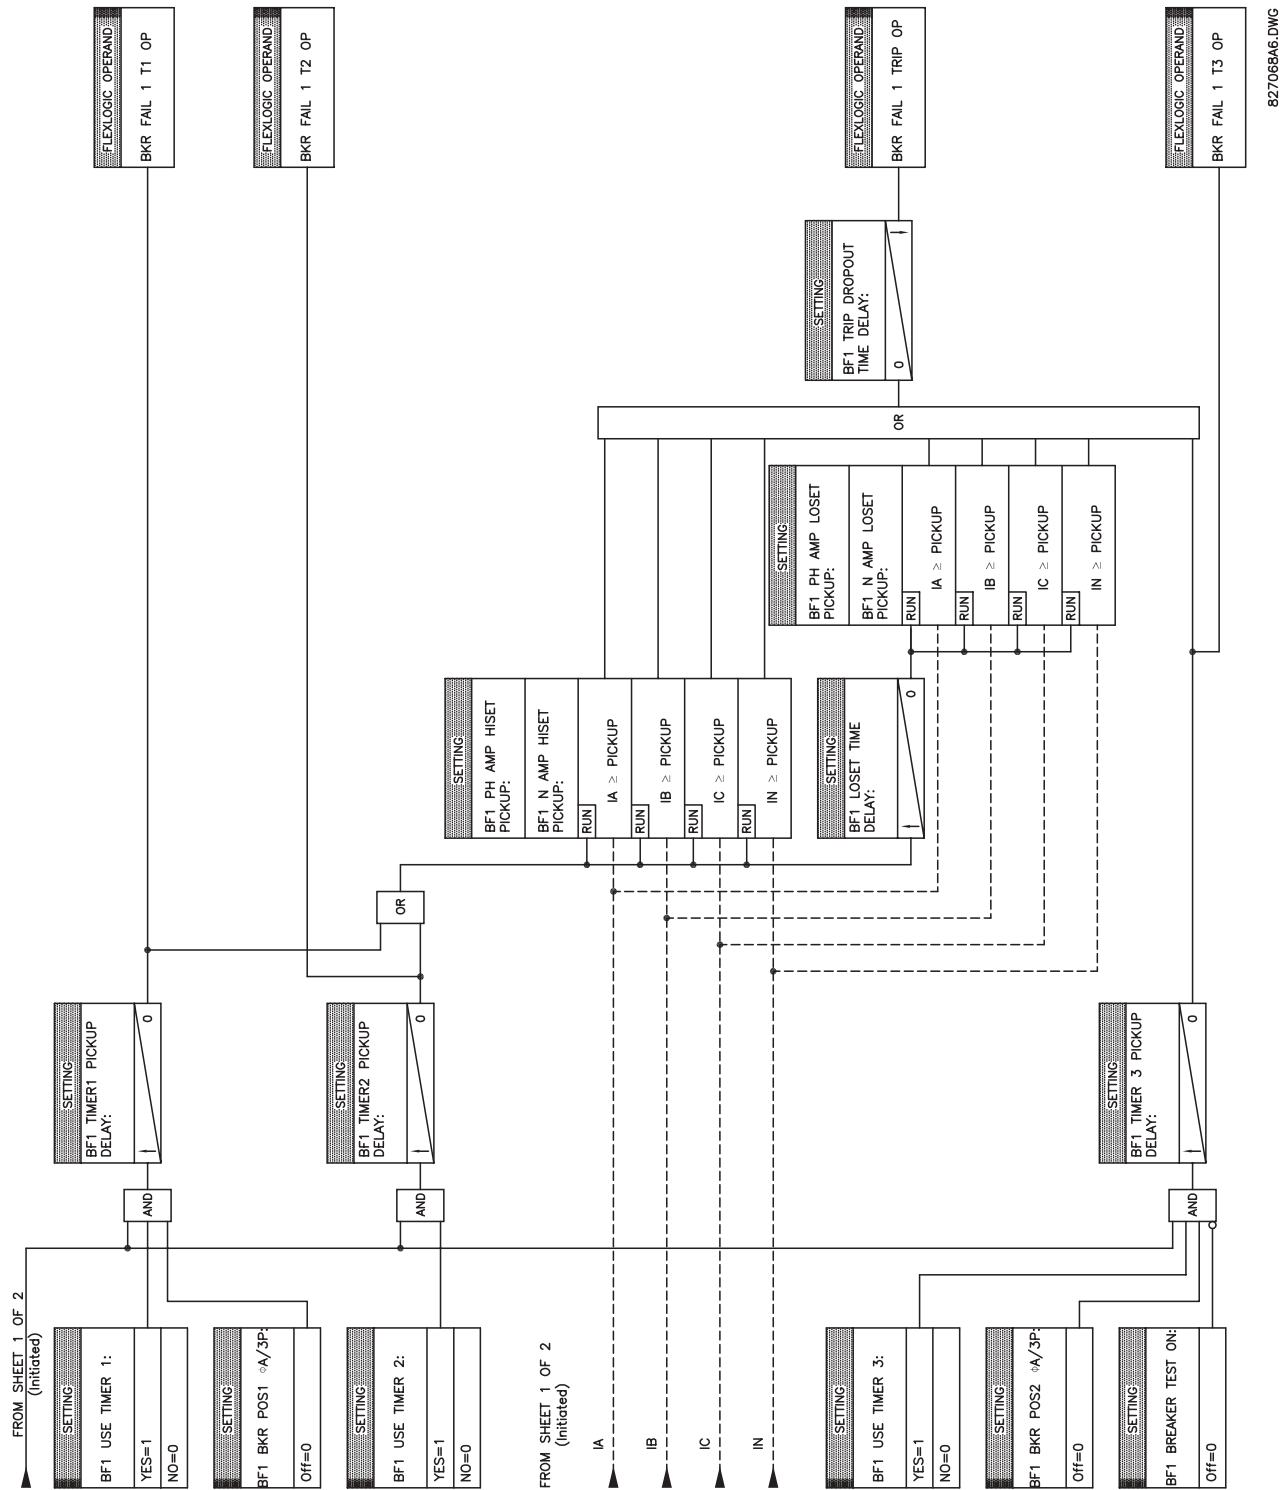 FROM SHEET 1 OF 2
(Initiated)
SETTING
BF1 USE TIMER 1:
YES=1
NO=0
SETTING
BF1 BKR POS1 ⌽A/3P:
Off=0
SETTING
BF1 USE TIMER 2:
YES=1
NO=0
FROM SHEET 1 OF 2
(Initiated)
IA
IB
IC
IN
SETTING
BF1 USE TIMER 3:
YES=1
NO=0
SETTING
BF1 BKR POS2 ⌽A/3P:
Off=0
SETTING
BF1 BREAKER TEST ON:
Off=0
AND
AND
AND
SETTING
BF1 TIMER1 PICKUP
DELAY:
0
SETTING
BF1 TIMER2 PICKUP
DELAY:
0
SETTING
BF1 TIMER 3 PICKUP
DELAY:
0
OR
SETTING
BF1 PH AMP HISET
PICKUP:
BF1 N AMP HISET
PICKUP:
RUN
IA ≥ PICKUP
RUN
IB ≥ PICKUP
RUN
IC ≥ PICKUP
RUN
IN ≥ PICKUP
SETTING
BF1 LOSET TIME
DELAY:
0
SETTING
BF1 PH AMP LOSET
PICKUP:
BF1 N AMP LOSET
PICKUP:
RUN
IA ≥ PICKUP
RUN
IB ≥ PICKUP
RUN
IC ≥ PICKUP
RUN
IN ≥ PICKUP
OR
SETTING
BF1 TRIP DROPOUT
TIME DELAY:
0
FLEXLOGIC OPERAND
BKR FAIL 1 T1 OP
FLEXLOGIC OPERAND
BKR FAIL 1 T2 OP
FLEXLOGIC OPERAND
BKR FAIL 1 TRIP OP
FLEXLOGIC OPERAND
BKR FAIL 1 T3 OP
827068A6.DWG